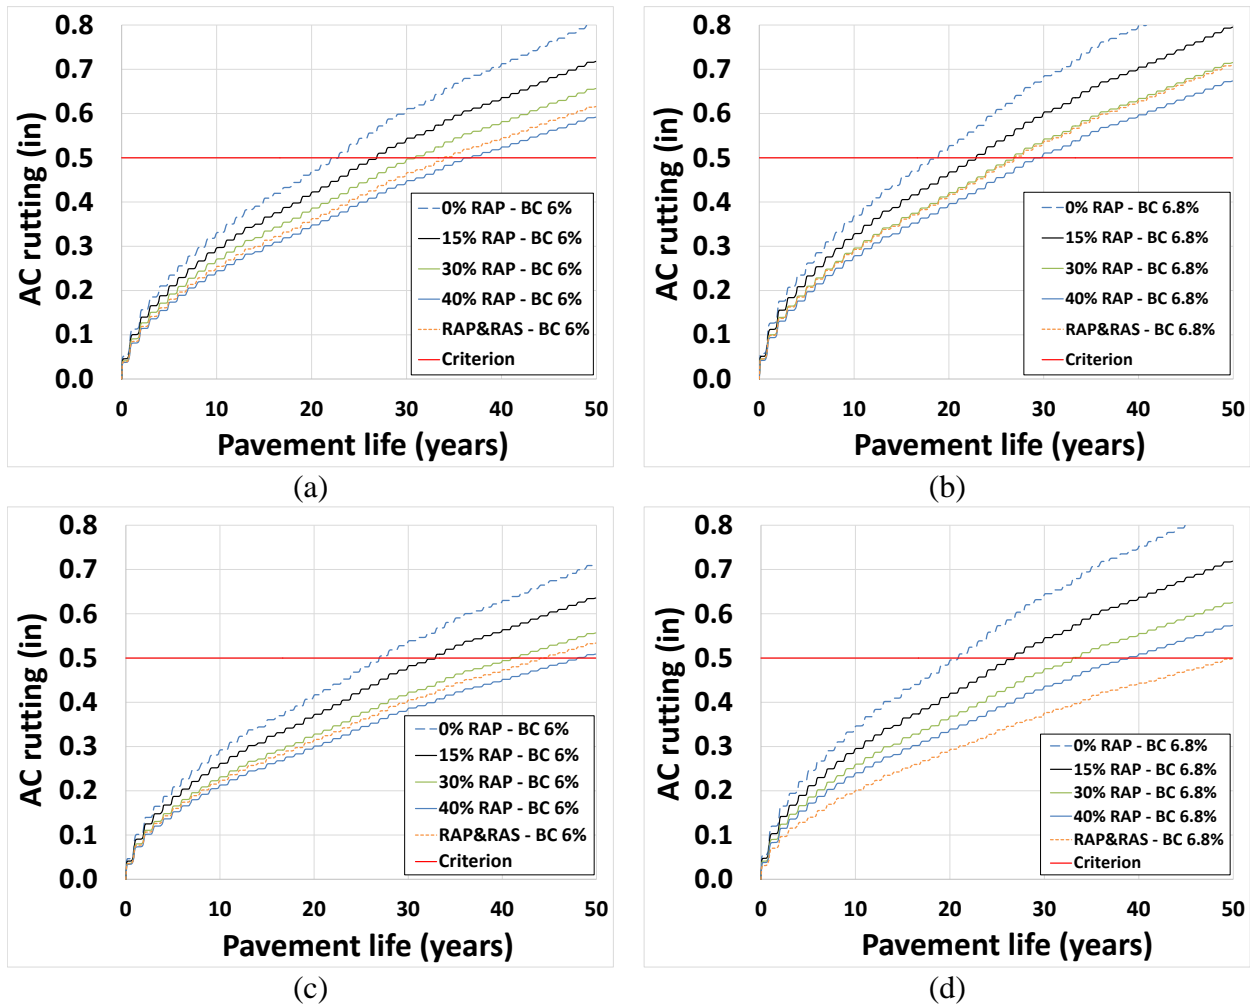 0.8
0.7
0.6
0.5
0.4
0.3
0.2
0.1
0.0
AC rutting (in)
0% RAP - BC 6%
15% RAP - BC 6%
30% RAP - BC 6%
40% RAP - BC 6%
RAP&RAS - BC 6%
Criterion
0 10 20 30 40 50
Pavement life (years)
(a)
0.8
0.7
0.6
0.5
0.4
0.3
0.2
0.1
0.0
AC rutting (in)
0% RAP - BC 6.8%
15% RAP - BC 6.8%
30% RAP - BC 6.8%
40% RAP - BC 6.8%
RAP&RAS - BC 6.8%
Criterion
0 10 20 30 40 50
Pavement life (years)
(b)
0.8
0.7
0.6
0.5
0.4
0.3
0.2
0.1
0.0
AC rutting (in)
0% RAP - BC 6%
15% RAP - BC 6%
30% RAP - BC 6%
40% RAP - BC 6%
RAP&RAS - BC 6%
Criterion
0 10 20 30 40 50
Pavement life (years)
(c)
0.8
0.7
0.6
0.5
0.4
0.3
0.2
0.1
0.0
AC rutting (in)
0% RAP - BC 6.8%
15% RAP - BC 6.8%
30% RAP - BC 6.8%
40% RAP - BC 6.8%
RAP&RAS - BC 6.8%
Criterion
0 10 20 30 40 50
Pavement life (years)
(d)